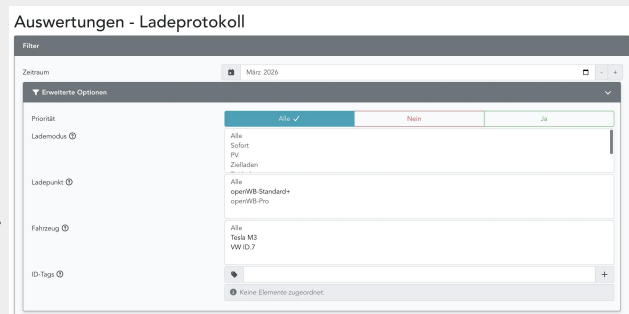 Auswertungen - Ladeprotokoll
Filter
Zeitraum
März 2026
- +
Erweiterte Optionen
Priorität
Alle ✓ Nein Ja
Lademodus
Alle
Sofort
PV
Zielladen
Ladepunkt
Alle
openWB-Standard+
openWB-Pro
Fahrzeug
Alle
Tesla M3
VW ID.7
ID-Tags
+
Keine Elemente zugeordnet.